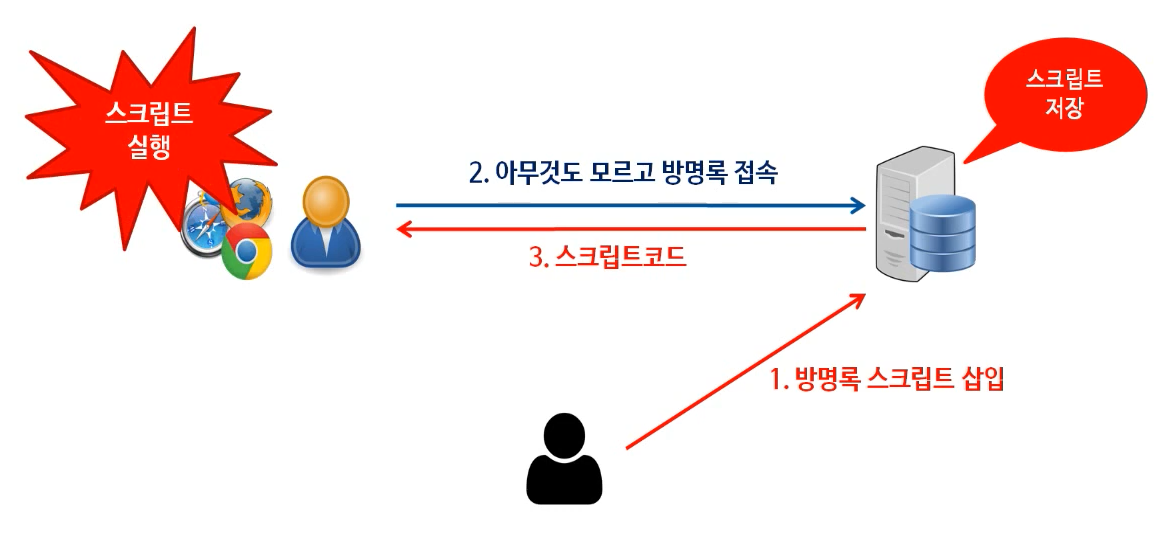 스크립트
실행
스크립트
저장
2. 아무것도 모르고 방명록 접속
3. 스크립트코드
1. 방명록 스크립트 삽입